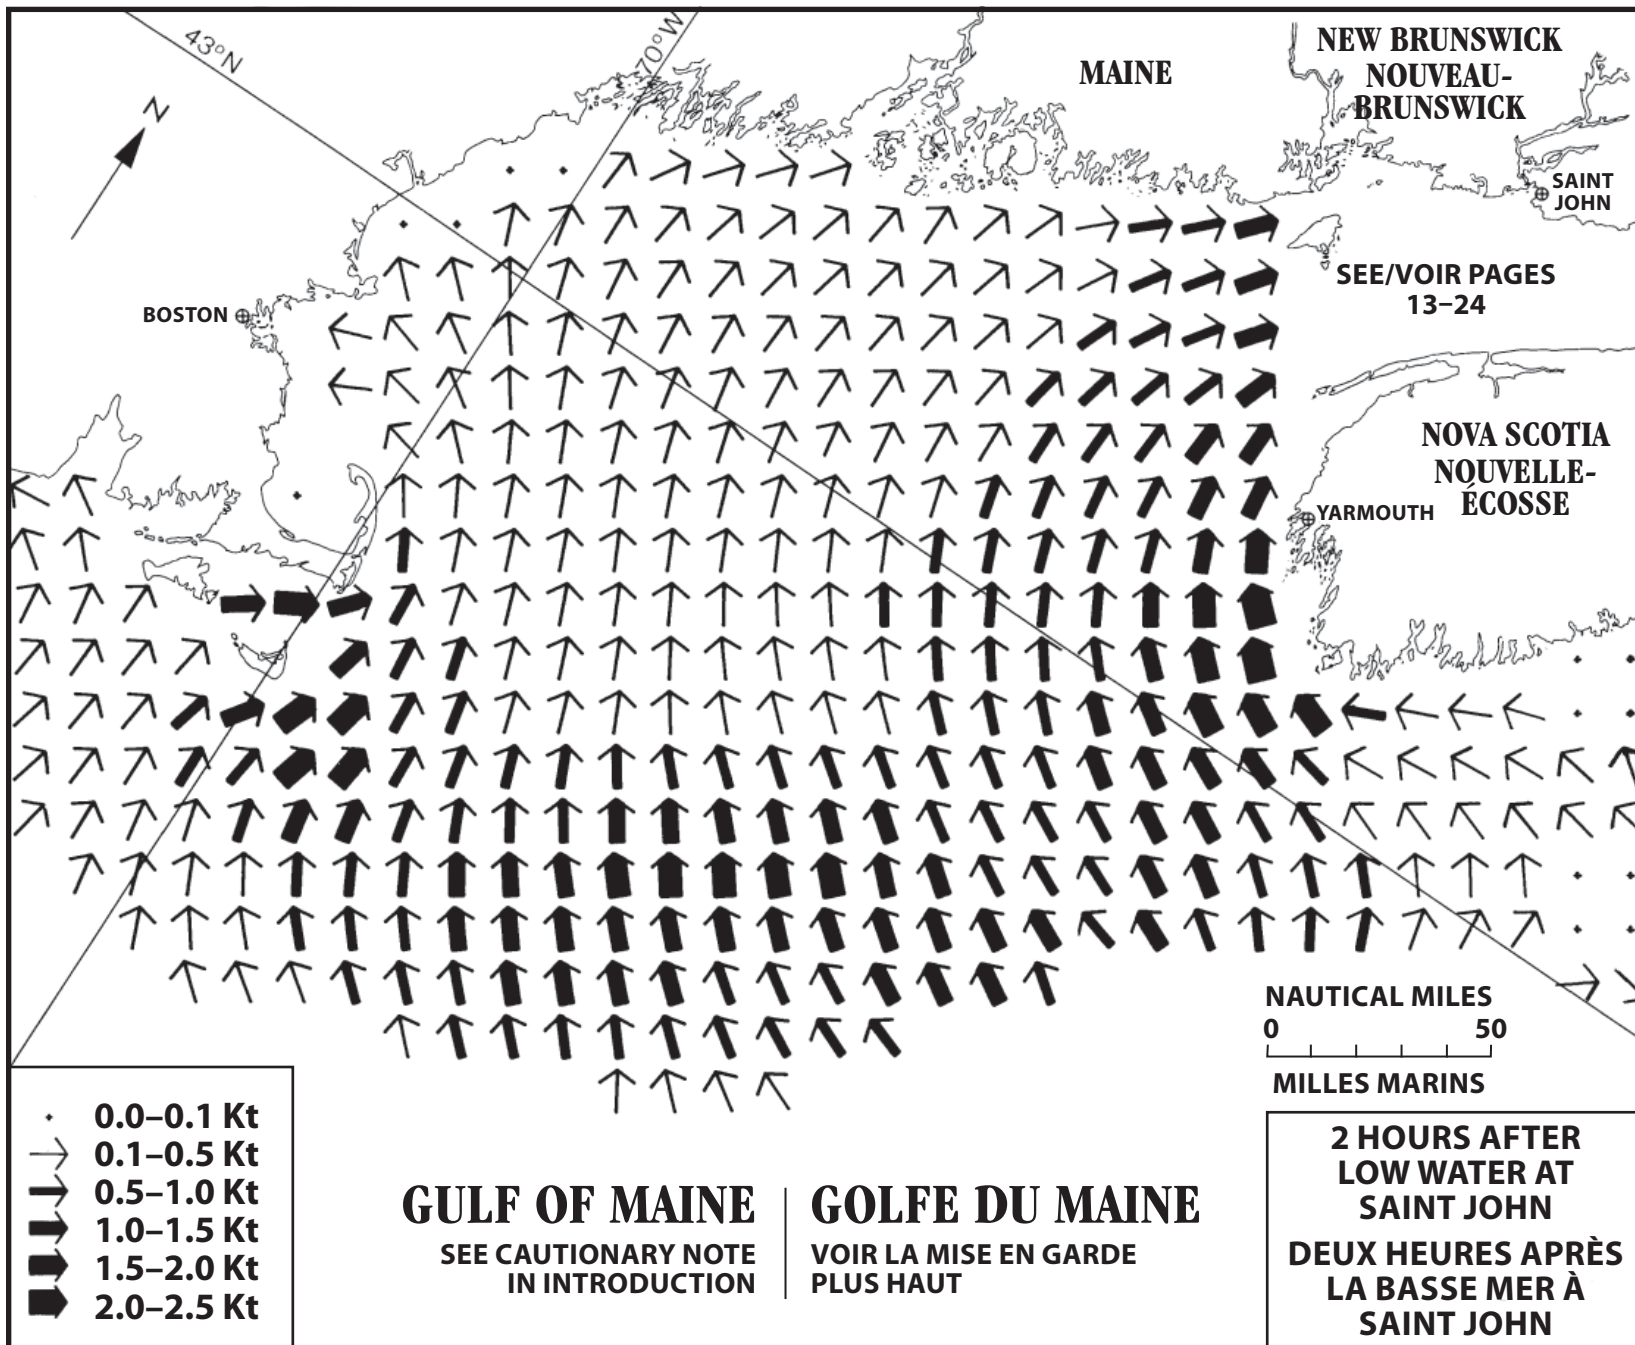 43°N
70°W
N
MAINE
NEW BRUNSWICK
NOUVEAU-
BRUNSWICK
SAINT
JOHN
BOSTON
SEE/VOIR PAGES
13–24
NOVA SCOTIA
NOUVELLE-
ÉCOSSE
YARMOUTH
NAUTICAL MILES
0 50
MILLES MARINS
0.0–0.1 Kt
0.1–0.5 Kt
0.5–1.0 Kt
1.0–1.5 Kt
1.5–2.0 Kt
2.0–2.5 Kt
GULF OF MAINE
SEE CAUTIONARY NOTE
IN INTRODUCTION
GOLFE DU MAINE
VOIR LA MISE EN GARDE
PLUS HAUT
2 HOURS AFTER
LOW WATER AT
SAINT JOHN
DEUX HEURES APRÈS
LA BASSE MER À
SAINT JOHN